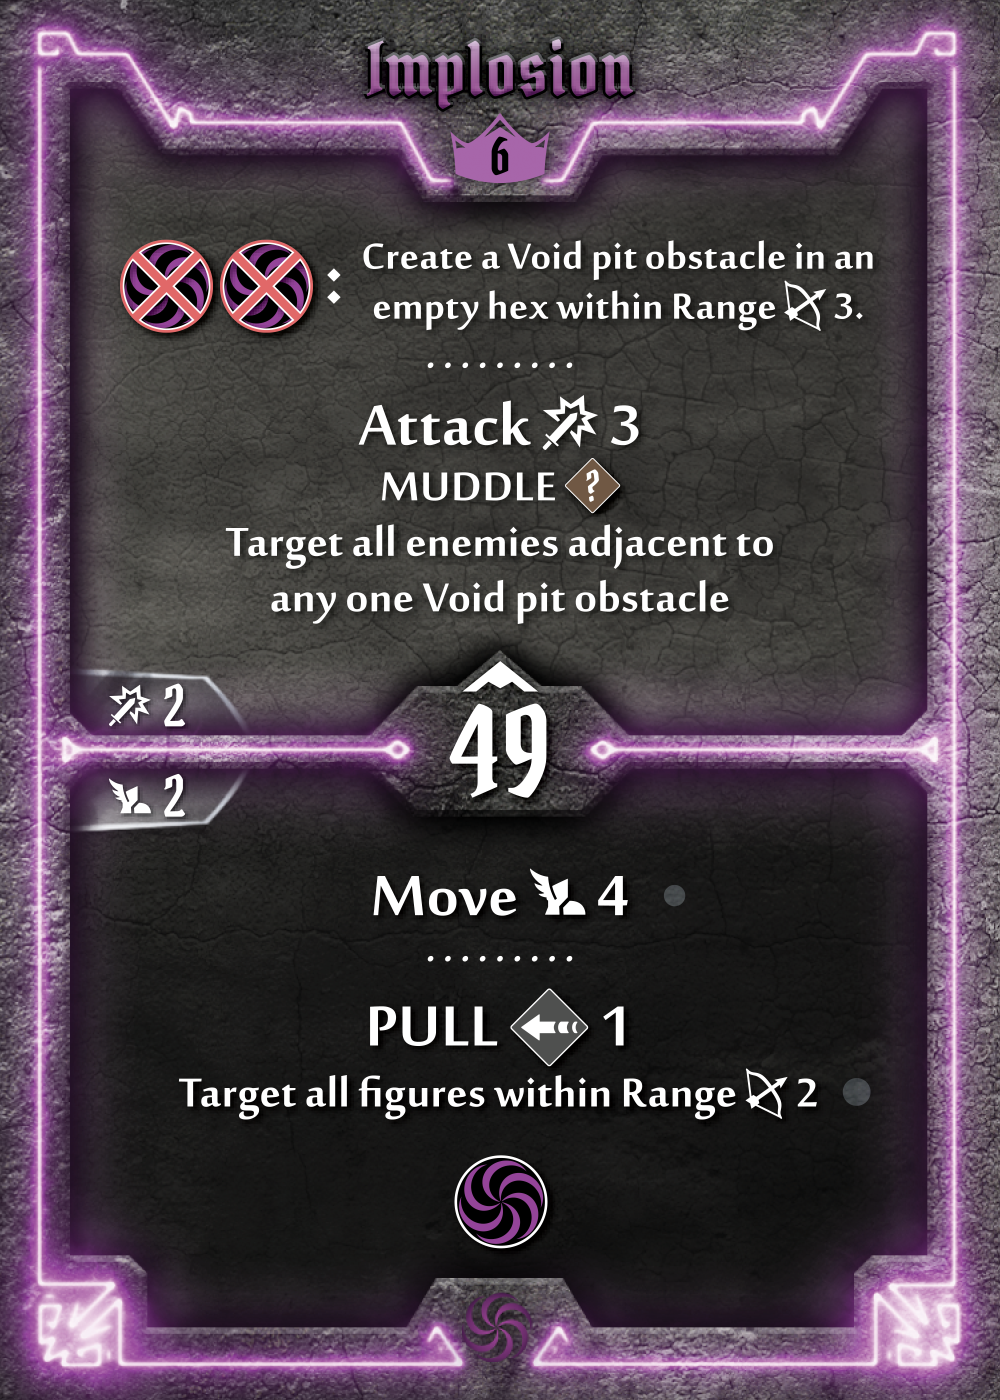 Implosion
6
: Create a Void pit obstacle in an
empty hex within Range 3.
Attack 3
MUDDLE ?
Target all enemies adjacent to
any one Void pit obstacle
2
49
2
Move 4
PULL 1
Target all figures within Range 2